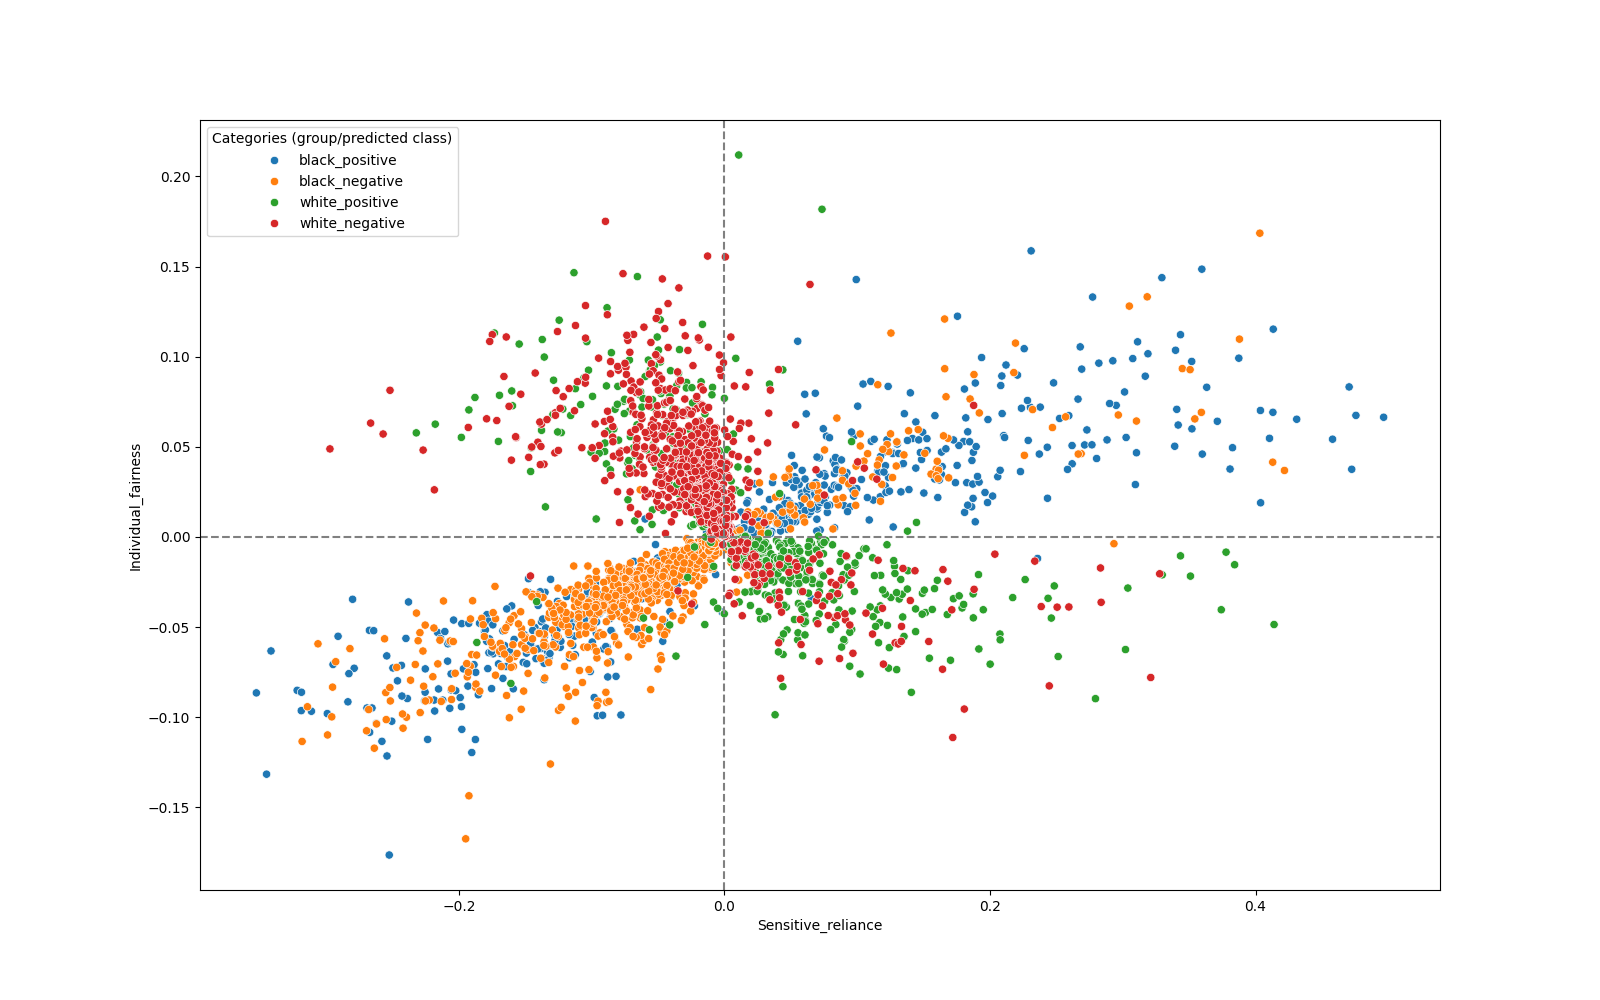 Categories (group/predicted class)
black_positive
black_negative
white_positive
white_negative
0.20
0.15
0.10
0.05
0.00
−0.05
−0.10
−0.15
Individual_fairness
−0.2
0.0
0.2
0.4
Sensitive_reliance